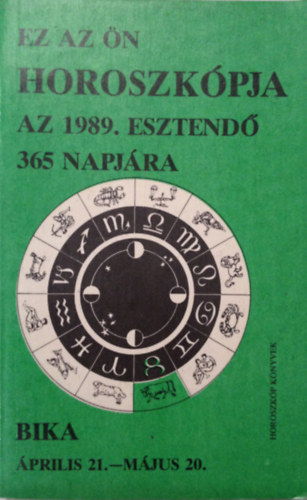 EZ AZ ÖN
HOROSZKÓPJA
AZ 1989. ESZTENDŐ
365 NAPJÁRA
BIKA
ÁPRILIS 21.—MÁJUS 20.
HOROSZKÓP KÖNYVEK